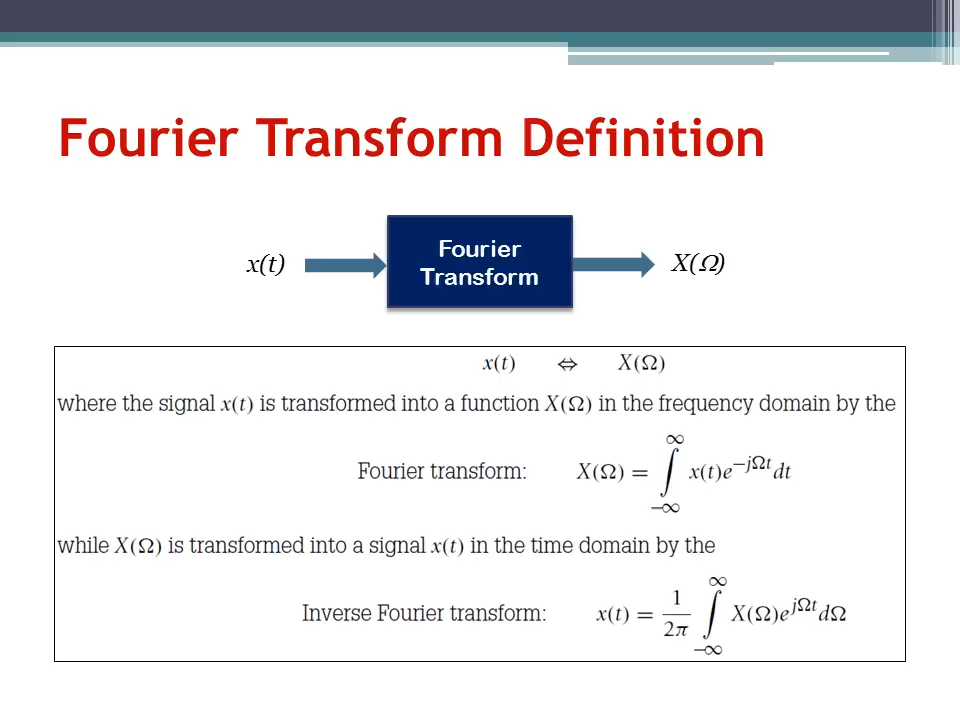 Fourier Transform Definition
x(t)
Fourier
Transform
X(Ω)
x(t) ⇔ X(Ω)
where the signal x(t) is transformed into a function X(Ω) in the frequency domain by the
Fourier transform: X(Ω) = ∫_{−∞}^{∞} x(t)e^{−jΩt} dt
while X(Ω) is transformed into a signal x(t) in the time domain by the
Inverse Fourier transform: x(t) = \frac{1}{2π} ∫_{−∞}^{∞} X(Ω)e^{jΩt} dΩ